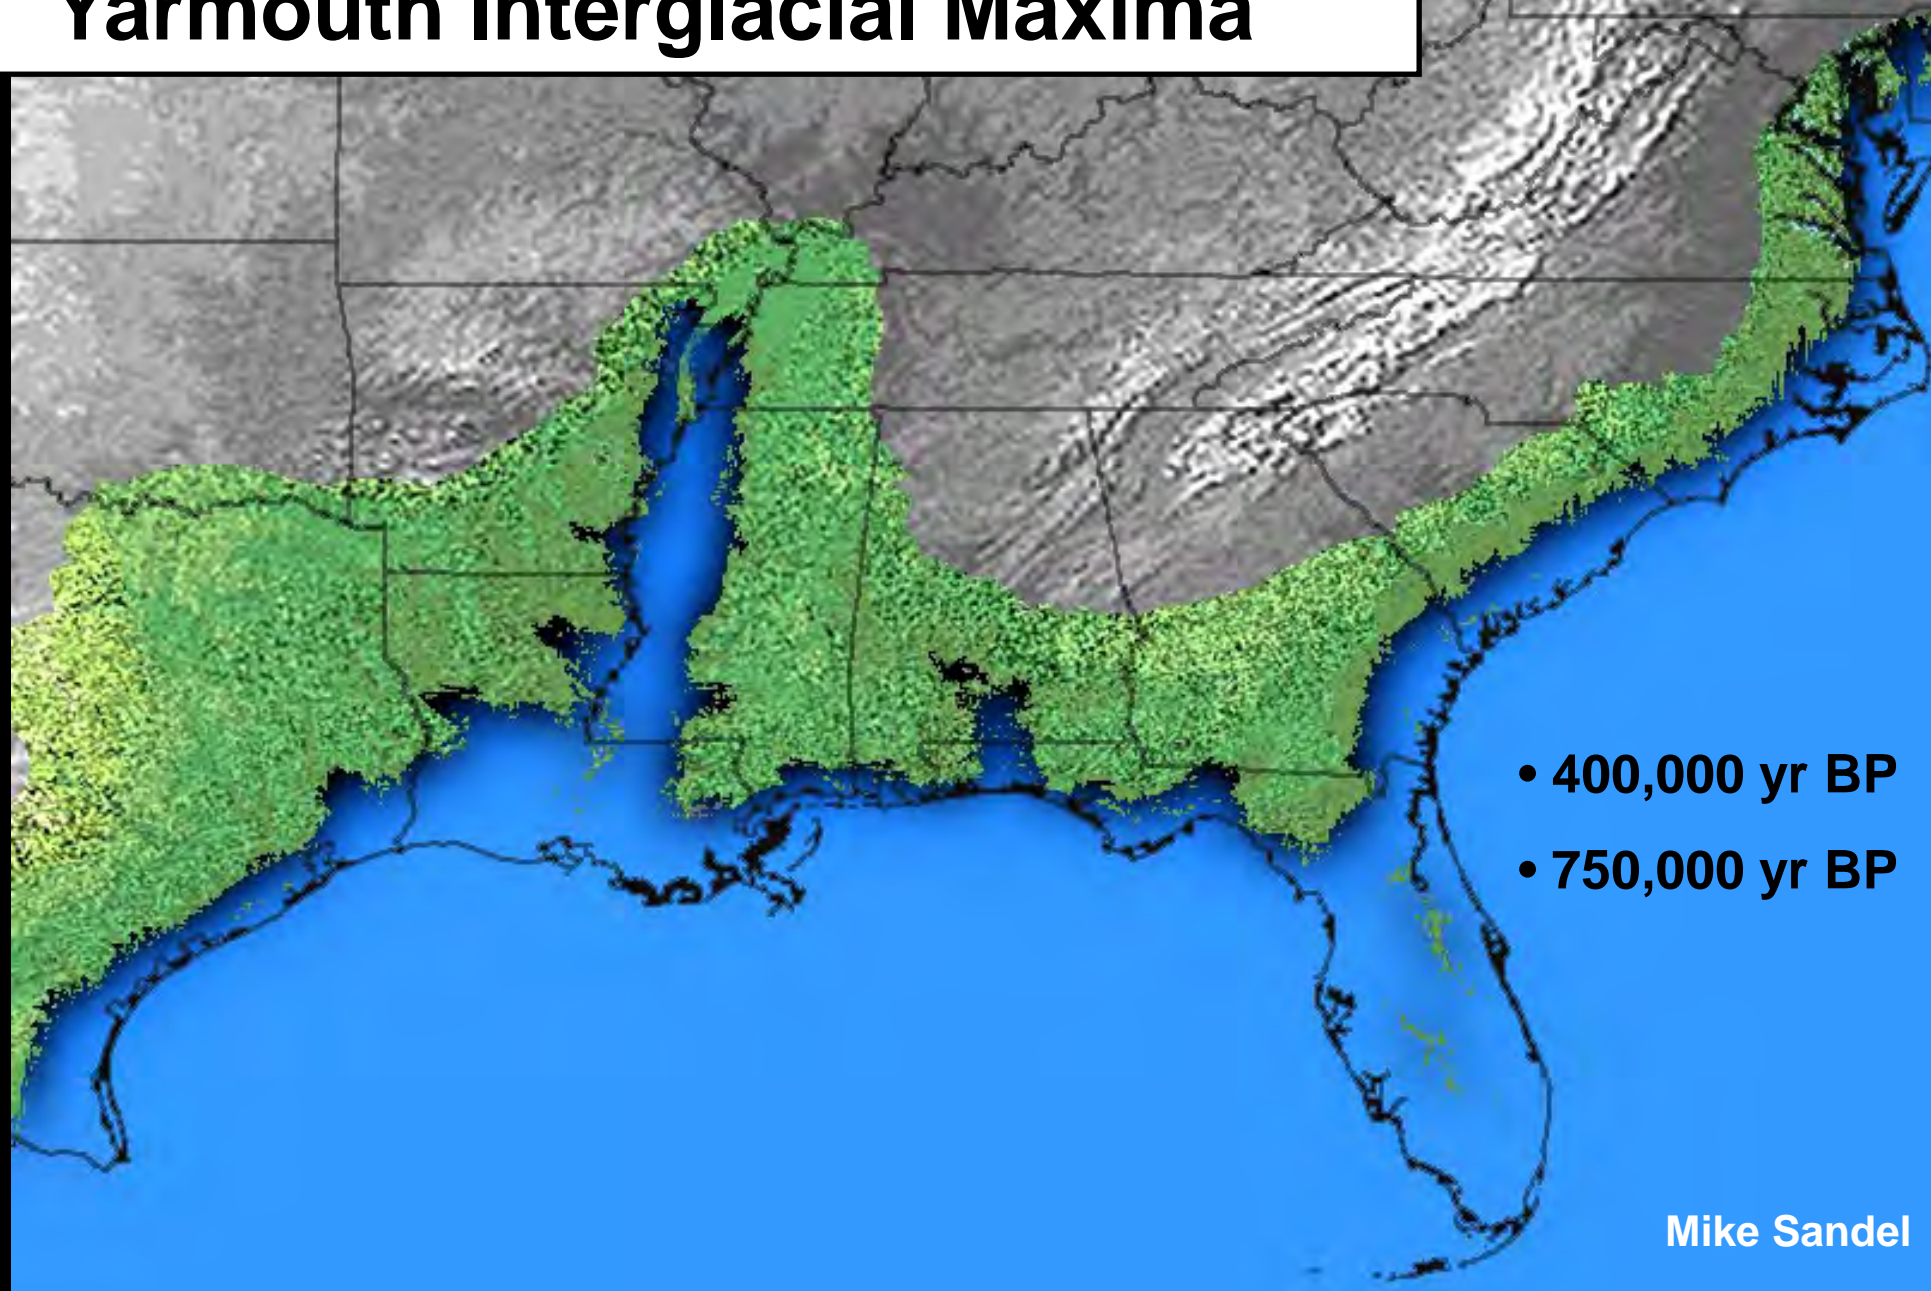 Yarmouth Interglacial Maxima
• 400,000 yr BP
• 750,000 yr BP
Mike Sandel